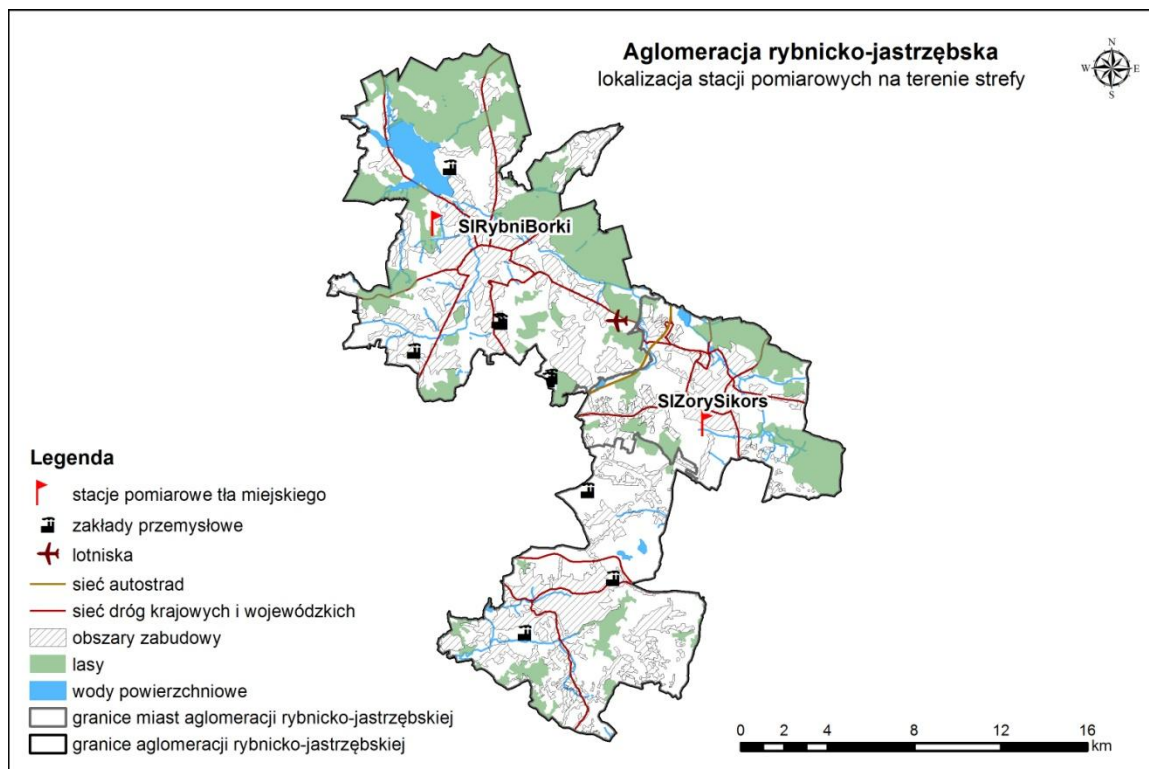 Aglomeracja rybnicko-jastrzębska
lokalizacja stacji pomiarowych na terenie strefy
N
W E
S
SlRybniBorki
SlZorySikors
Legenda
stacje pomiarowe tła miejskiego
zakłady przemysłowe
lotniska
sieć autostrad
sieć dróg krajowych i wojewódzkich
obszary zabudowy
lasy
wody powierzchniowe
granice miast aglomeracji rybnicko-jastrzębskiej
granice aglomeracji rybnicko-jastrzębskiej
0 2 4 8 12 16
km